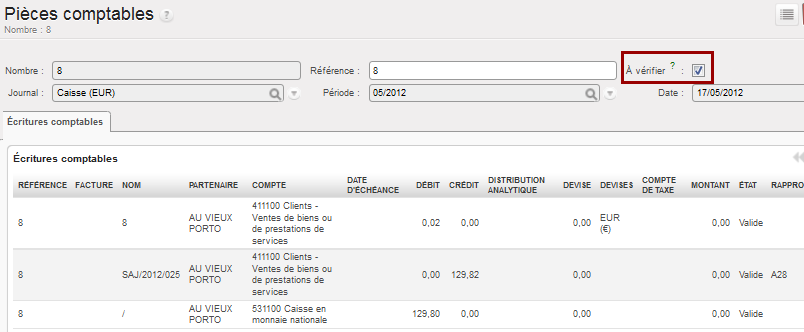 Pièces comptables ?
Nombre : 8
Nombre : 8 Référence : 8 À vérifier ? :
Journal : Caisse (EUR) Période : 05/2012 Date : 17/05/2012
Écritures comptables
Écritures comptables
RÉFÉRENCE FACTURE NOM PARTENAIRE COMPTE DATE D'ÉCHÉANCE DÉBIT CRÉDIT DISTRIBUTION ANALYTIQUE DEVISE DEVISES COMPTE DE TAXE MONTANT ÉTAT RAPPRO
8 8 AU VIEUX PORTO 411100 Clients - Ventes de biens ou de prestations de services 0,02 0,00 0,00 EUR (€) 0,00 Valide
8 SAJ/2012/025 AU VIEUX PORTO 411100 Clients - Ventes de biens ou de prestations de services 0,00 129,82 0,00 0,00 Valide A28
8 / AU VIEUX PORTO 531100 Caisse en monnaie nationale 129,80 0,00 0,00 0,00 Valide